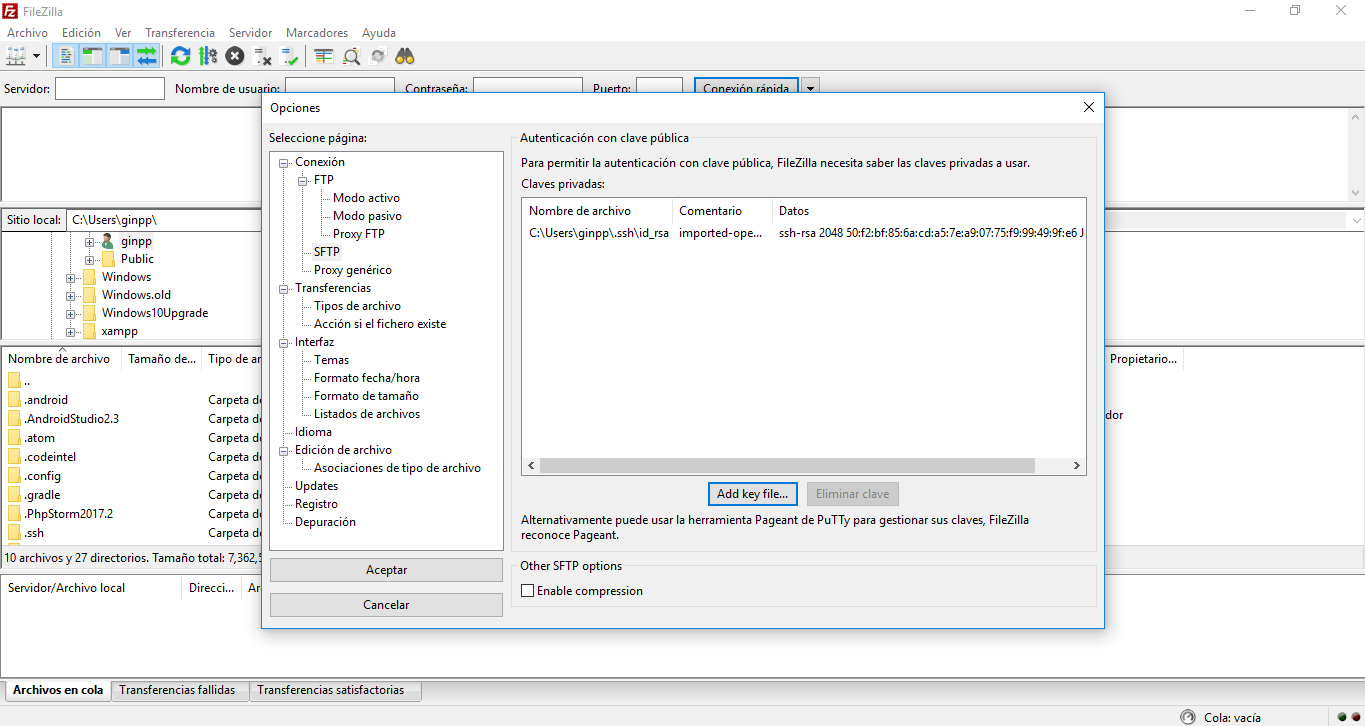 FileZilla
Archivo Edición Ver Transferencia Servidor Marcadores Ayuda
Servidor: Nombre de usuario: Contraseña: Puerto: Conexión rápida
Opciones
Seleccione página:
Conexión
FTP
Modo activo
Modo pasivo
Proxy FTP
SFTP
Proxy genérico
Transferencias
Tipos de archivo
Acción si el fichero existe
Interfaz
Temas
Formato fecha/hora
Formato de tamaño
Listados de archivos
Idioma
Edición de archivo
Asociaciones de tipo de archivo
Updates
Registro
Depuración
Aceptar
Cancelar
Autenticación con clave pública
Para permitir la autenticación con clave pública, FileZilla necesita saber las claves privadas a usar.
Claves privadas:
Nombre de archivo Comentario Datos
C:\Users\ginpp\.ssh\id_rsa imported-ope... ssh-rsa 2048 50:f2:bf:85:6a:cd:a5:7e:a9:07:75:f9:99:49:9f:e6
Add key file... Eliminar clave
Alternativamente puede usar la herramienta Pageant de PuTTy para gestionar sus claves, FileZilla
reconoce Pageant.
Other SFTP options
Enable compression
Sitio local: C:\Users\ginpp\
ginpp
Public
Windows
Windows.old
Windows10Upgrade
xampp
Nombre de archivo Tamaño de... Tipo de ar Propietario...
..
.android Carpeta de
.AndroidStudio2.3 Carpeta de
dor
.atom Carpeta de
.codeintel Carpeta de
.config Carpeta de
.gradle Carpeta de
.PhpStorm2017.2 Carpeta de
.ssh Carpeta de
10 archivos y 27 directorios. Tamaño total: 7,362,5
Servidor/Archivo local Direcci... Ar
Archivos en cola Transferencias fallidas Transferencias satisfactorias
Cola: vacía